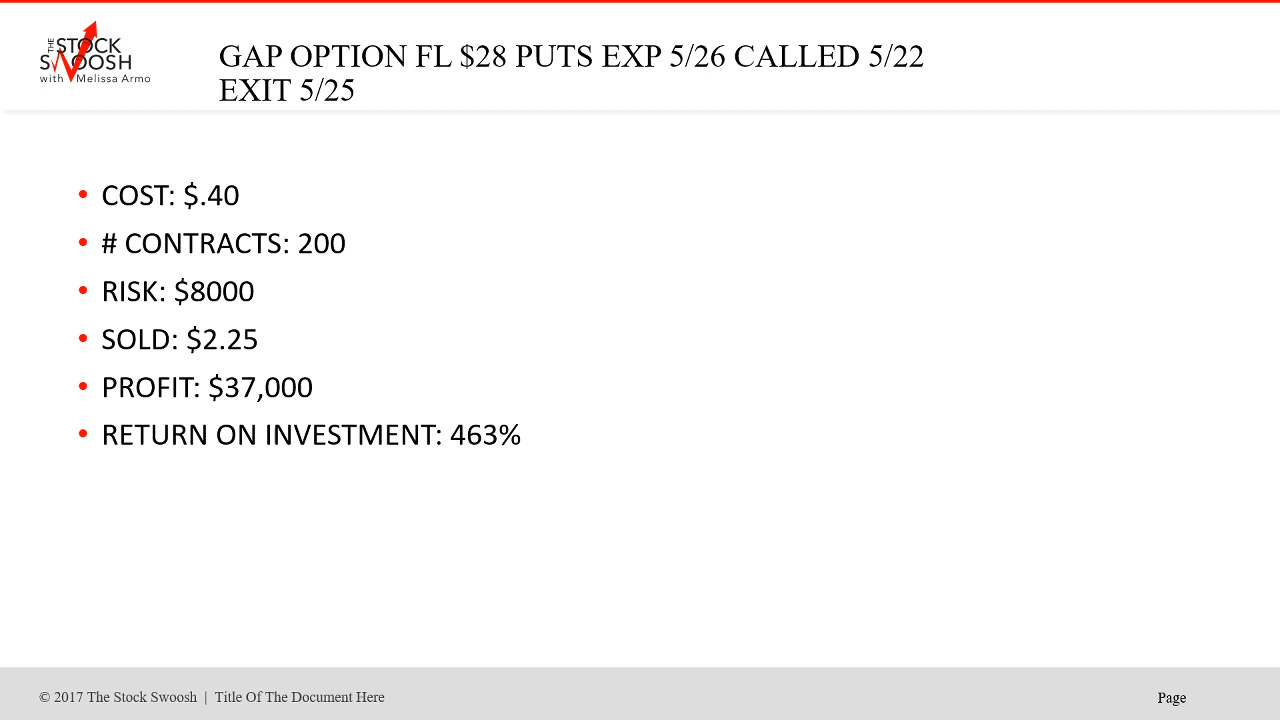 THE STOCK
SWOOSH
with Melissa Armo
GAP OPTION FL $28 PUTS EXP 5/26 CALLED 5/22
EXIT 5/25
• COST: $.40
• # CONTRACTS: 200
• RISK: $8000
• SOLD: $2.25
• PROFIT: $37,000
• RETURN ON INVESTMENT: 463%
© 2017 The Stock Swoosh | Title Of The Document Here
Page